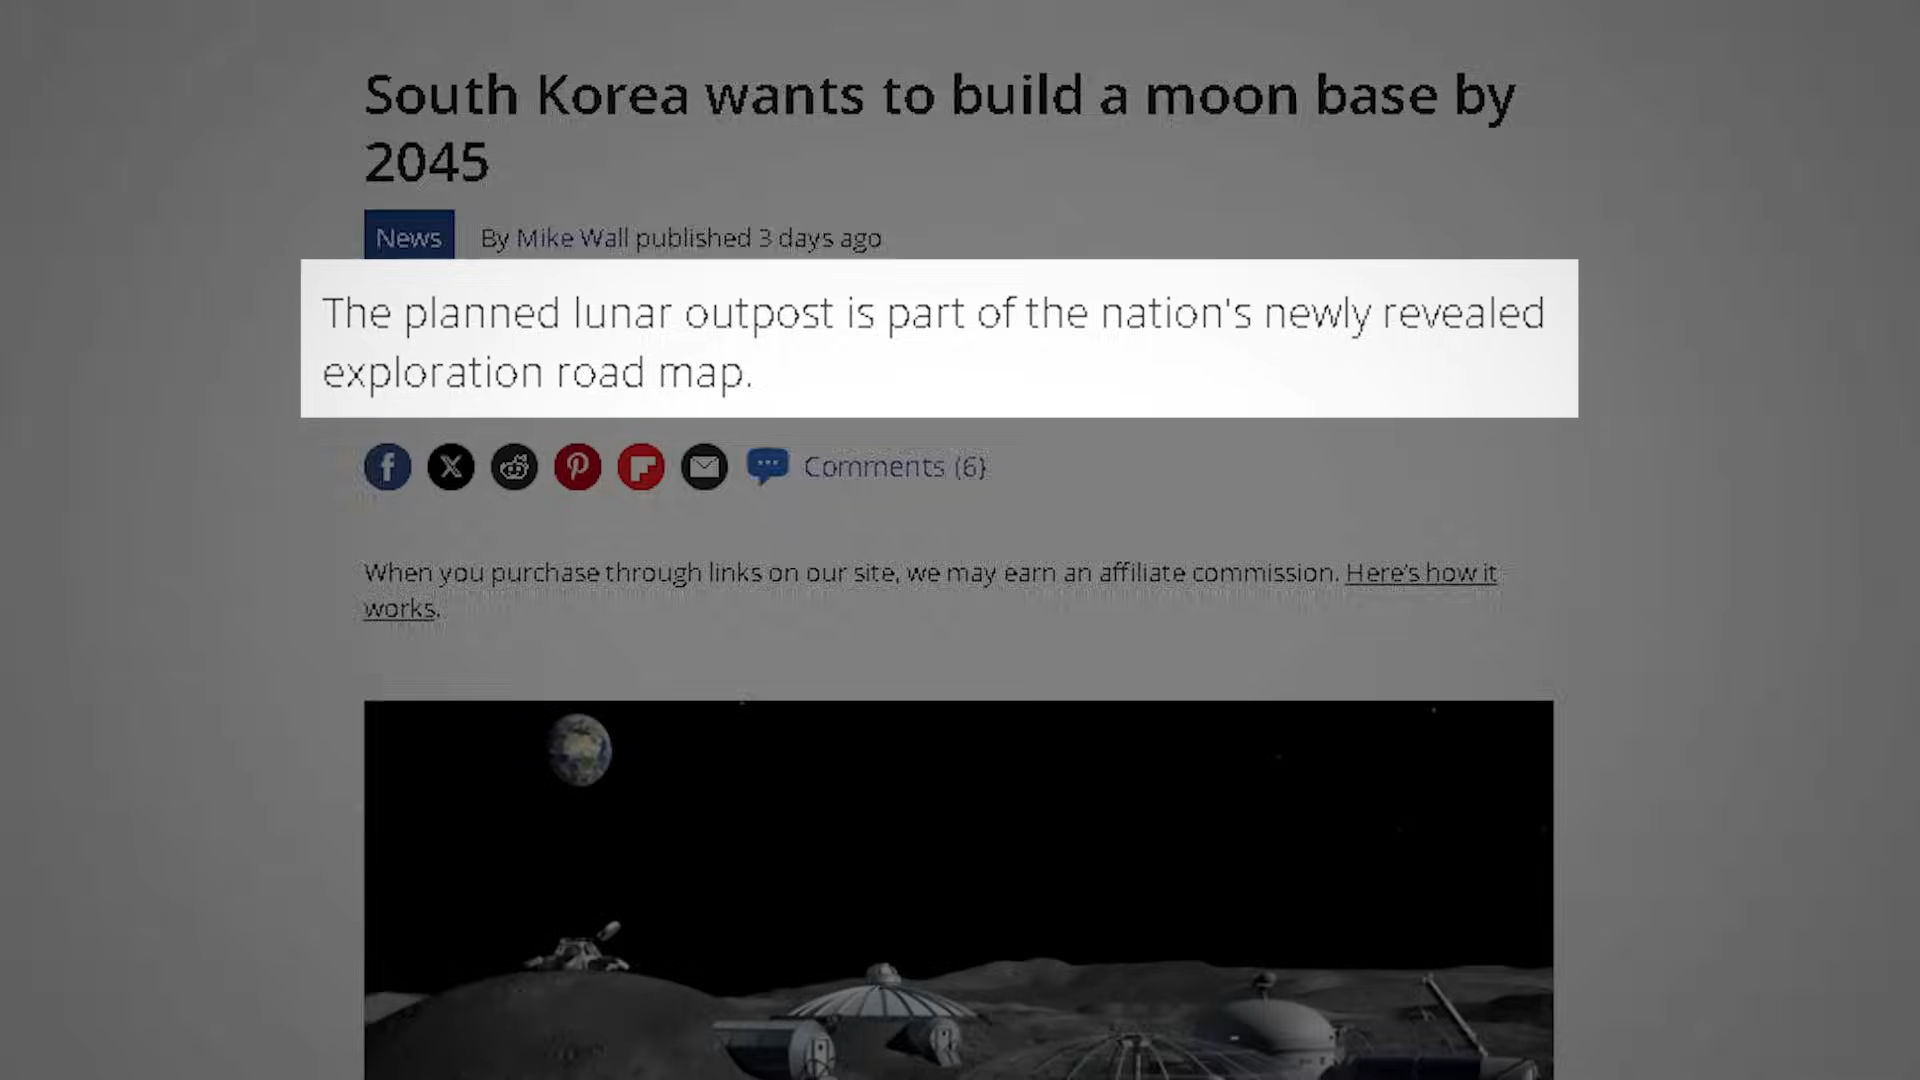 South Korea wants to build a moon base by
2045
News By Mike Wall published 3 days ago
The planned lunar outpost is part of the nation's newly revealed
exploration road map.
Comments (6)
When you purchase through links on our site, we may earn an affiliate commission. Here's how it
works.